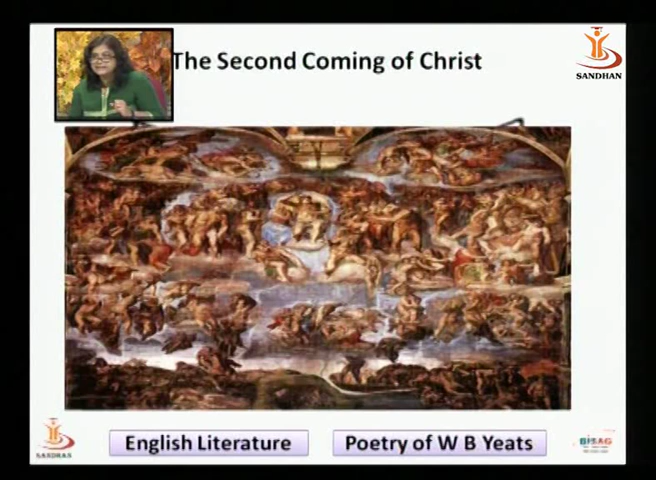 The Second Coming of Christ
SANDHAN
English Literature
Poetry of W B Yeats
SANDHAN
BISAG